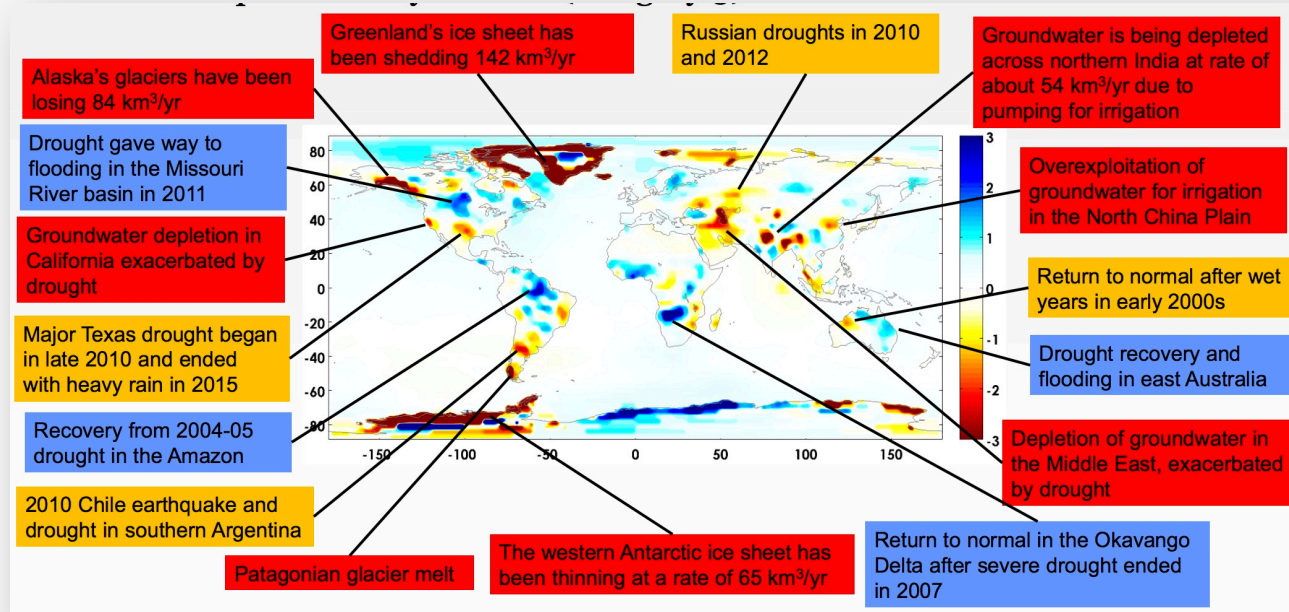 Greenland's ice sheet has
been shedding 142 km³/yr
Russian droughts in 2010
and 2012
Groundwater is being depleted
across northern India at rate of
about 54 km³/yr due to
pumping for irrigation
Alaska's glaciers have been
losing 84 km³/yr
Drought gave way to
flooding in the Missouri
River basin in 2011
Overexploitation of
groundwater for irrigation
in the North China Plain
Groundwater depletion in
California exacerbated by
drought
Return to normal after wet
years in early 2000s
Major Texas drought began
in late 2010 and ended
with heavy rain in 2015
Drought recovery and
flooding in east Australia
Recovery from 2004-05
drought in the Amazon
Depletion of groundwater in
the Middle East, exacerbated
by drought
2010 Chile earthquake and
drought in southern Argentina
Patagonian glacier melt
The western Antarctic ice sheet has
been thinning at a rate of 65 km³/yr
Return to normal in the Okavango
Delta after severe drought ended
in 2007
80
60
40
20
0
-20
-40
-60
-80
-150
-100
-50
0
50
100
150
3
2
1
0
-1
-2
-3